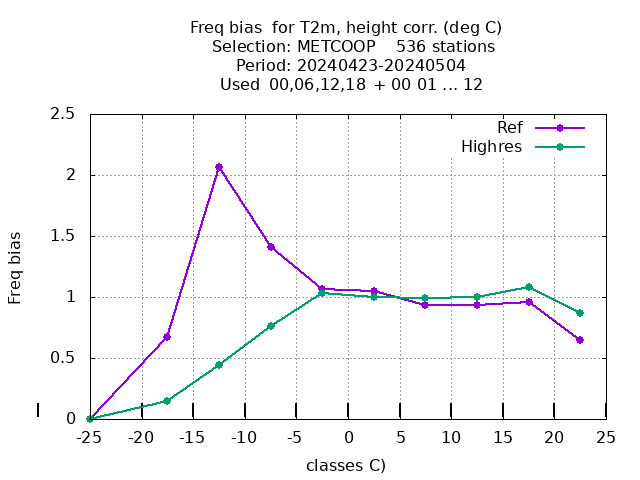 Freq bias  for T2m, height corr. (deg C)
Selection: METCOOP    536 stations
Period: 20240423-20240504
Used  00,06,12,18  + 00 01 ... 12
Ref
Highres
Freq bias
2.5
2
1.5
1
0.5
0
-25 -20 -15 -10 -5 0 5 10 15 20 25
classes C)